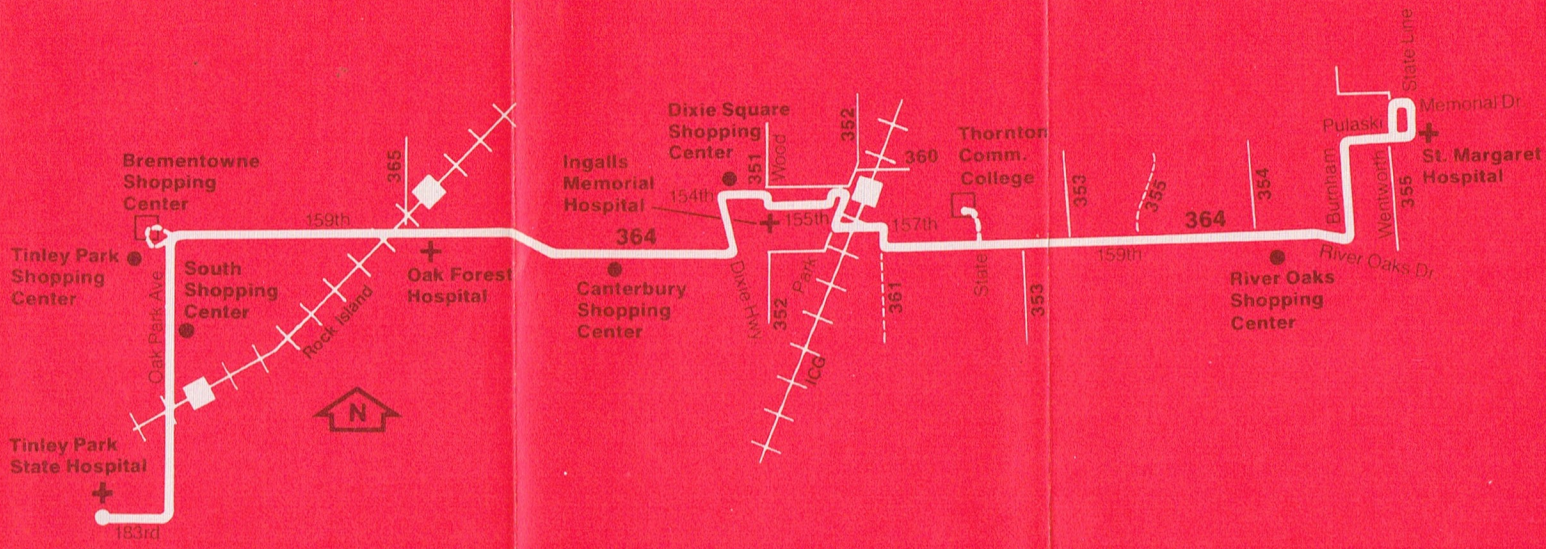 Brementowne
Shopping
Center
Tinley Park
Shopping
Center
South
Shopping
Center
Oak Park Ave
159th
365
Rock Island
Oak Forest
Hospital
Tinley Park
State Hospital
183rd
N
364
Canterbury
Shopping
Center
Ingalls
Memorial
Hospital
Dixie Square
Shopping
Center
154th
351
Wood
155th
352
360
157th
Dixie Hwy
352
Park
ICG
361
Thornton
Comm.
College
State
353
353
355
354
364
159th
River Oaks
Shopping
Center
River Oaks Dr
Burnham
Pulaski
Wentworth
355
State Line
Memorial Dr
St. Margaret
Hospital